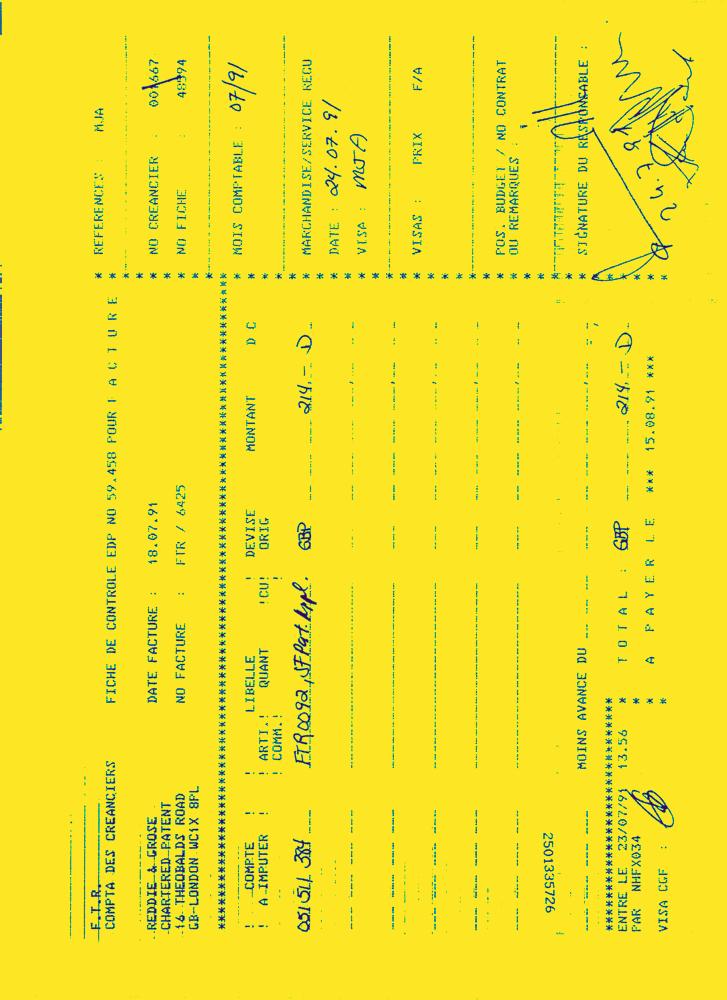 F.T.R.
COMPTA DES CREANCIERS
FICHE DE CONTROLE EDP NO 59.458 POUR F A C T U R E
* REFERENCES : MJA
REDDIE & GROSE
CHARTERED PATENT
16 THEOBALDS ROAD
GB-LONDON WC1X 8PL
DATE FACTURE : 18.07.91
NO FACTURE : FTR / 6425
* NO CREANCIER : 001667
* NO FICHE : 48394
* MOIS COMPTABLE : 07/91
! COMPTE ! LIBELLE ! DEVISE MONTANT D C
! A IMPUTER ! ARTI.! QUANT !CU! ORIG
! ! COMM.! !
051 511 384 FTR 0092, SF Pat. Appl. GBP 214.- D
* MARCHANDISE/SERVICE RECU
* DATE : 24.07.91
* VISA : MJA
* VISAS : PRIX F/A
* POS. BUDGET / NO CONTRAT
* OU REMARQUES :
2501335726
MOINS AVANCE DU
* SIGNATURE DU RESPONSABLE :
ENTRE LE 23/07/91 13.56 * T O T A L : GBP 214.- D
PAR NHFX034 * A P A Y E R L E *** 15.08.91 ***
VISA CGF : *